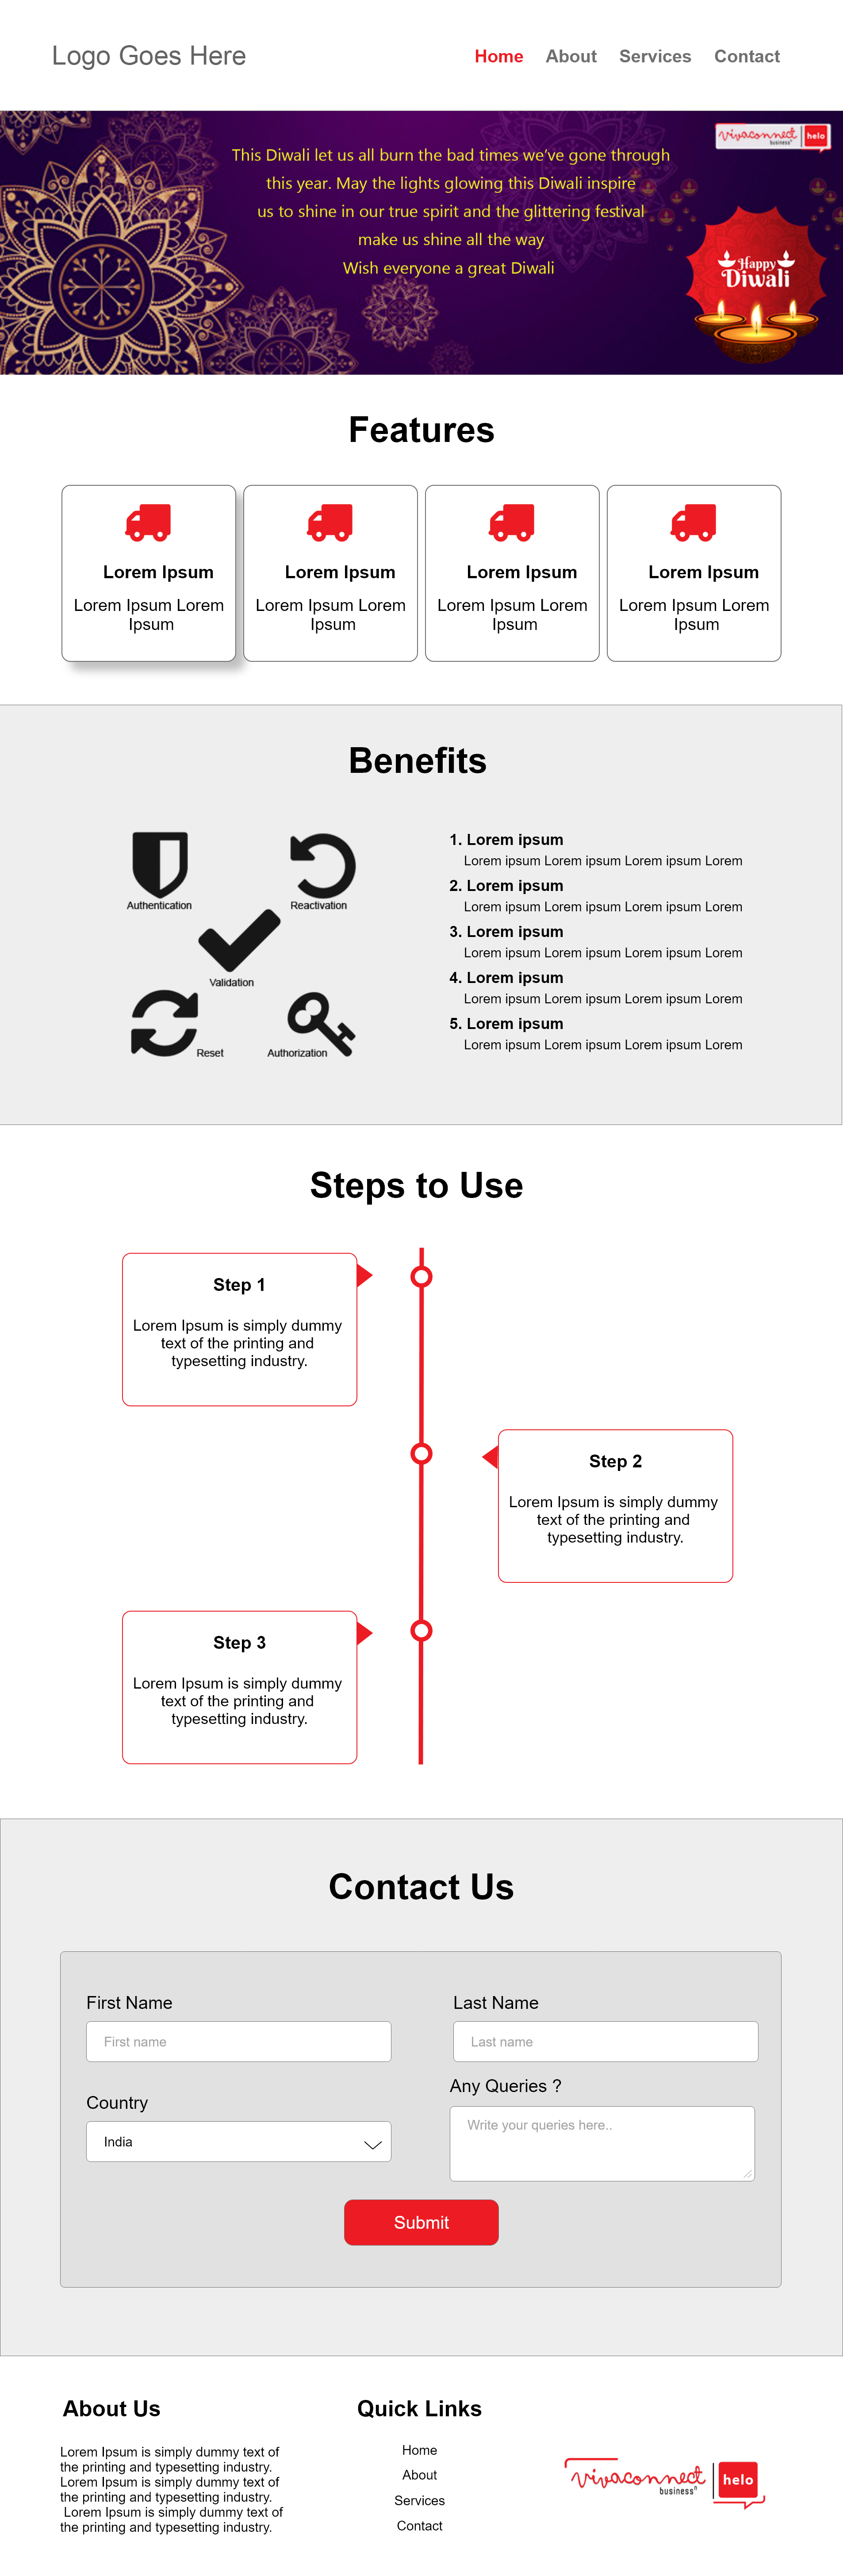 Logo Goes Here
Home About Services Contact
vivaconnect helo
business
This Diwali let us all burn the bad times we've gone through
this year. May the lights glowing this Diwali inspire
us to shine in our true spirit and the glittering festival
make us shine all the way
Wish everyone a great Diwali
Happy
Diwali
Features
Lorem Ipsum
Lorem Ipsum Lorem
Ipsum
Lorem Ipsum
Lorem Ipsum Lorem
Ipsum
Lorem Ipsum
Lorem Ipsum Lorem
Ipsum
Lorem Ipsum
Lorem Ipsum Lorem
Ipsum
Benefits
Authentication
Reactivation
Validation
Reset
Authorization
1. Lorem ipsum
Lorem ipsum Lorem ipsum Lorem ipsum Lorem
2. Lorem ipsum
Lorem ipsum Lorem ipsum Lorem ipsum Lorem
3. Lorem ipsum
Lorem ipsum Lorem ipsum Lorem ipsum Lorem
4. Lorem ipsum
Lorem ipsum Lorem ipsum Lorem ipsum Lorem
5. Lorem ipsum
Lorem ipsum Lorem ipsum Lorem ipsum Lorem
Steps to Use
Step 1
Lorem Ipsum is simply dummy
text of the printing and
typesetting industry.
Step 2
Lorem Ipsum is simply dummy
text of the printing and
typesetting industry.
Step 3
Lorem Ipsum is simply dummy
text of the printing and
typesetting industry.
Contact Us
First Name
First name
Last Name
Last name
Country
India
Any Queries ?
Write your queries here..
Submit
About Us
Lorem Ipsum is simply dummy text of
the printing and typesetting industry.
Lorem Ipsum is simply dummy text of
the printing and typesetting industry.
Lorem Ipsum is simply dummy text of
the printing and typesetting industry.
Quick Links
Home
About
Services
Contact
vivaconnect helo
business